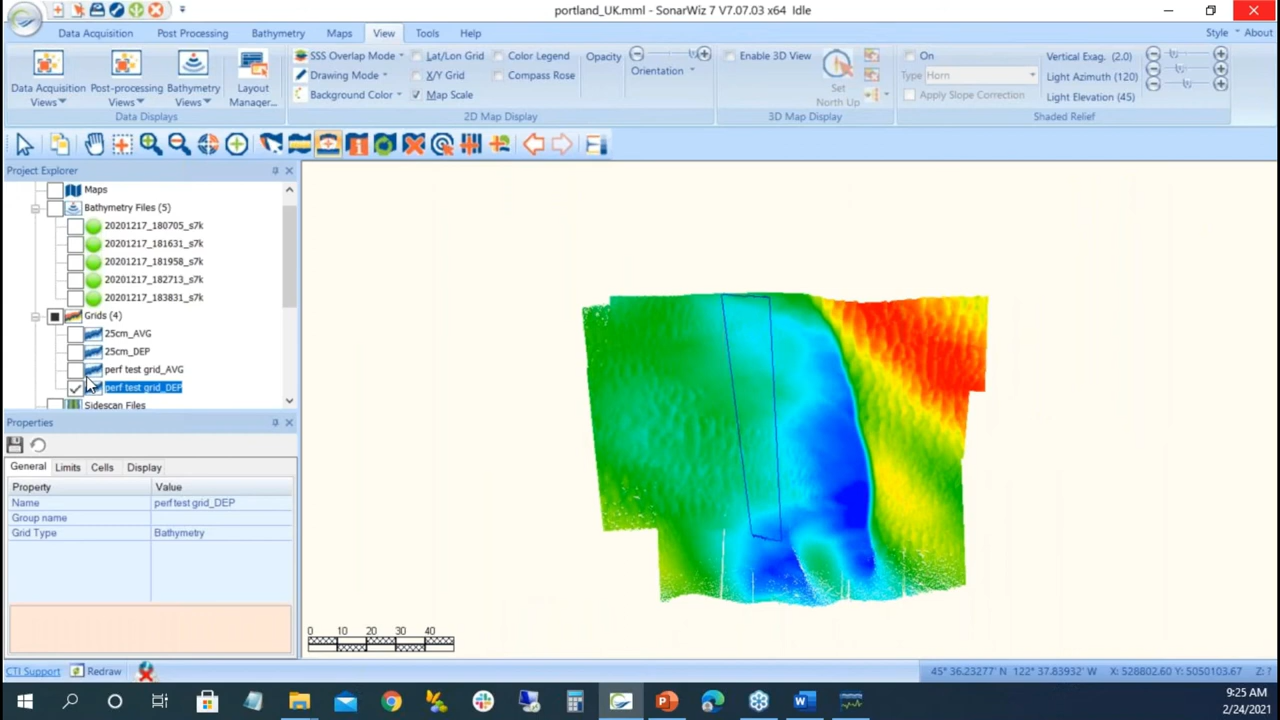 portland_UK.mml - SonarWiz 7 V7.07.03 x64 Idle
Data Acquisition Post Processing Bathymetry Maps View Tools Help Style About
Data Acquisition Views
Post-processing Views
Bathymetry Views
Layout Manager...
Data Displays
SSS Overlap Mode Lat/Lon Grid Color Legend
Drawing Mode X/Y Grid Compass Rose
Background Color Map Scale
Opacity
Orientation
2D Map Display
Enable 3D View
Set North Up
3D Map Display
On
Type Horn
Apply Slope Correction
Vertical Exag. (2.0)
Light Azimuth (120)
Light Elevation (45)
Shaded Relief
Project Explorer
Maps
Bathymetry Files (5)
20201217_180705_s7k
20201217_181631_s7k
20201217_181958_s7k
20201217_182713_s7k
20201217_183831_s7k
Grids (4)
25cm_AVG
25cm_DEP
perf test grid_AVG
perf test grid_DEP
Sidescan Files
Properties
General Limits Cells Display
Property Value
Name perf test grid_DEP
Group name
Grid Type Bathymetry
0 10 20 30 40
CTI Support Redraw
45° 36.23277' N 122° 37.83932' W X: 528802.60 Y: 5050103.67 Z: ?
9:25 AM
2/24/2021